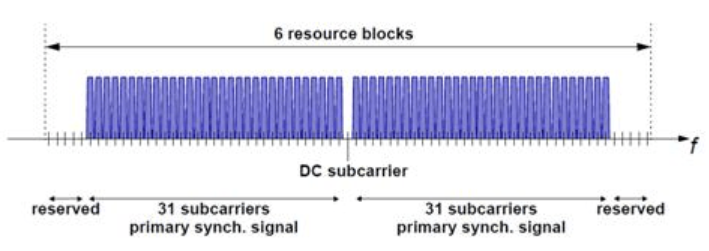 6 resource blocks
f
DC subcarrier
reserved
31 subcarriers
primary synch. signal
31 subcarriers
primary synch. signal
reserved